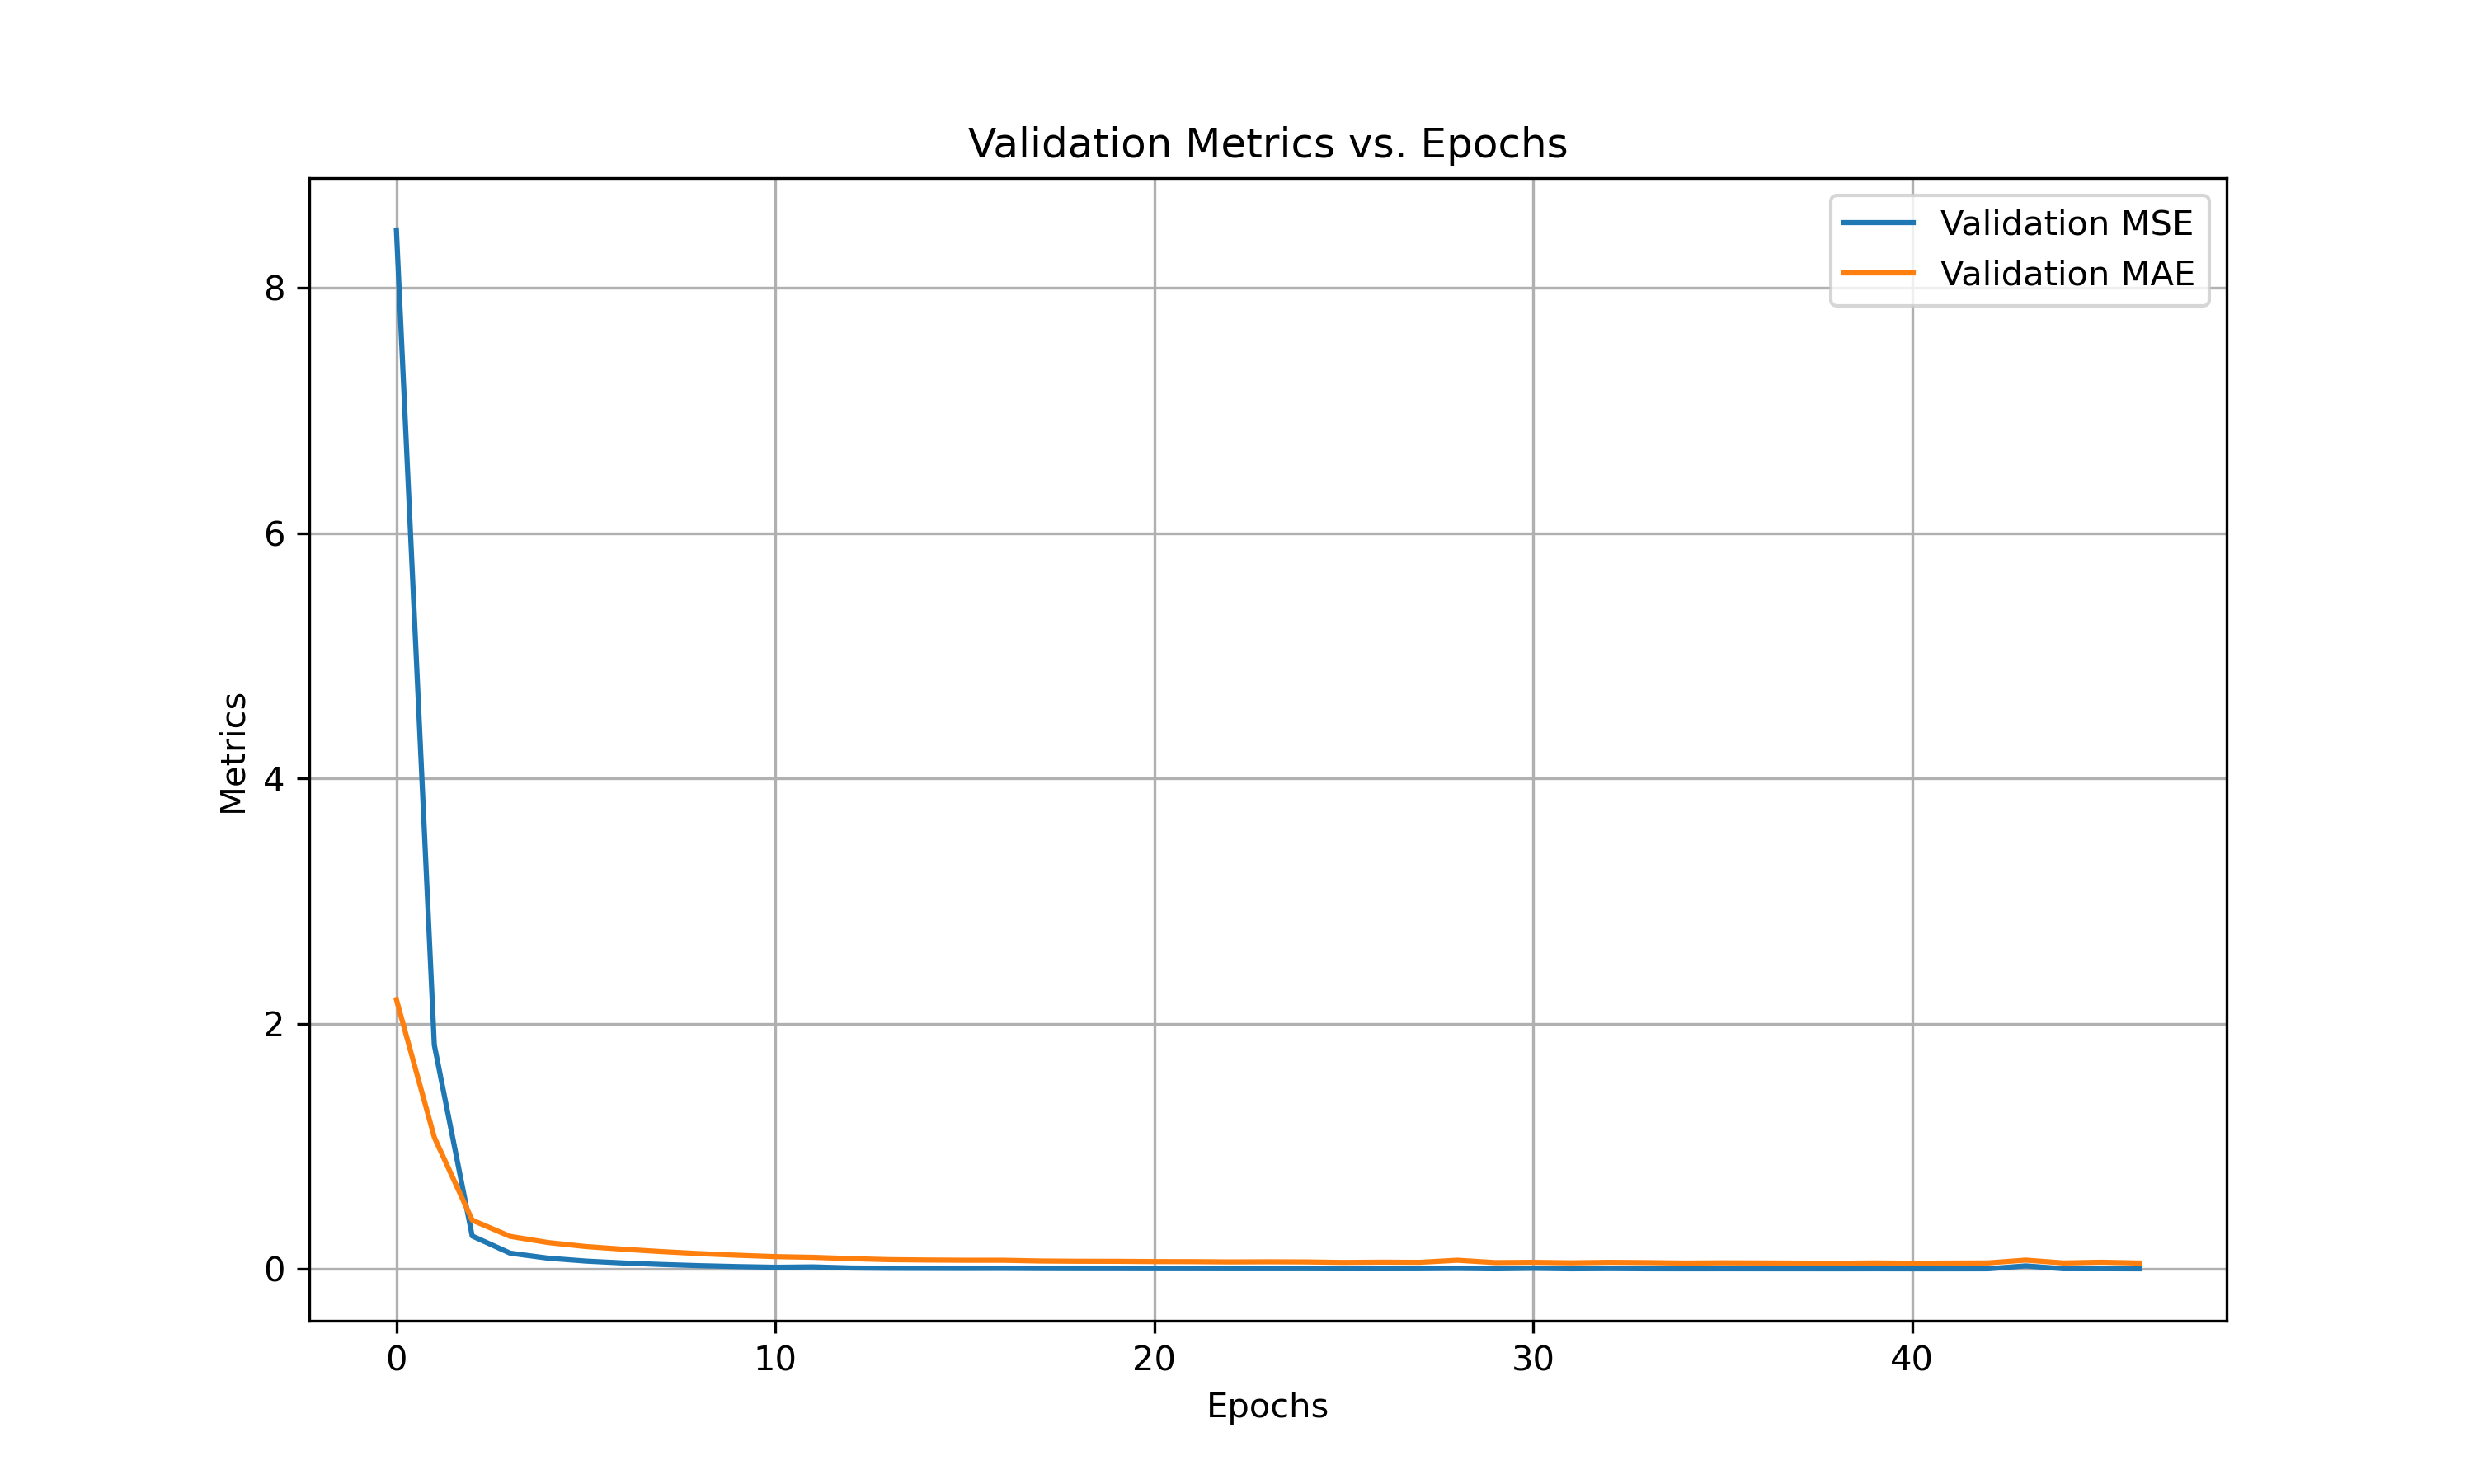 Validation Metrics vs. Epochs
Validation MSE
Validation MAE
8
6
4
2
0
Metrics
0 10 20 30 40
Epochs